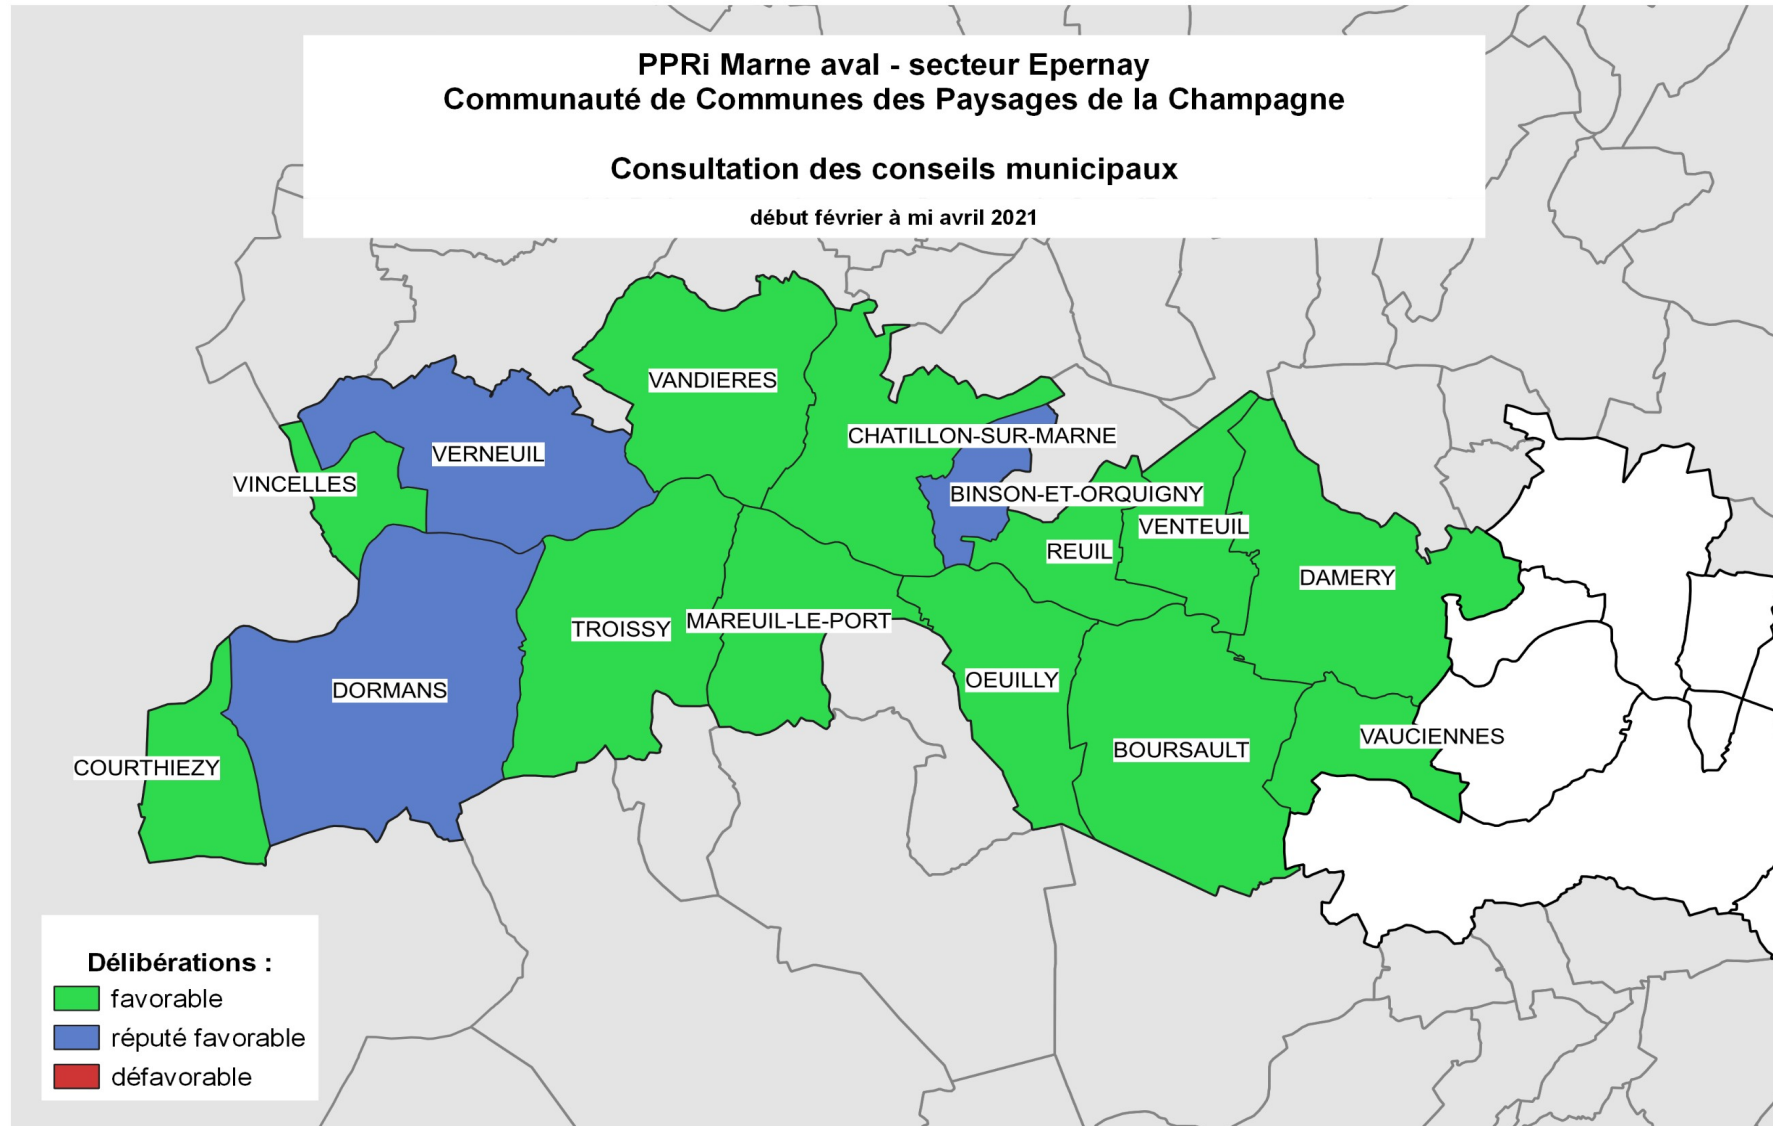 PPRi Marne aval - secteur Epernay
Communauté de Communes des Paysages de la Champagne
Consultation des conseils municipaux
début février à mi avril 2021
VANDIERES
CHATILLON-SUR-MARNE
VERNEUIL
VINCELLES
BINSON-ET-ORQUIGNY
VENTEUIL
REUIL
DAMERY
MAREUIL-LE-PORT
TROISSY
OEUILLY
DORMANS
VAUCIENNES
BOURSAULT
COURTHIEZY
Délibérations :
favorable
réputé favorable
défavorable